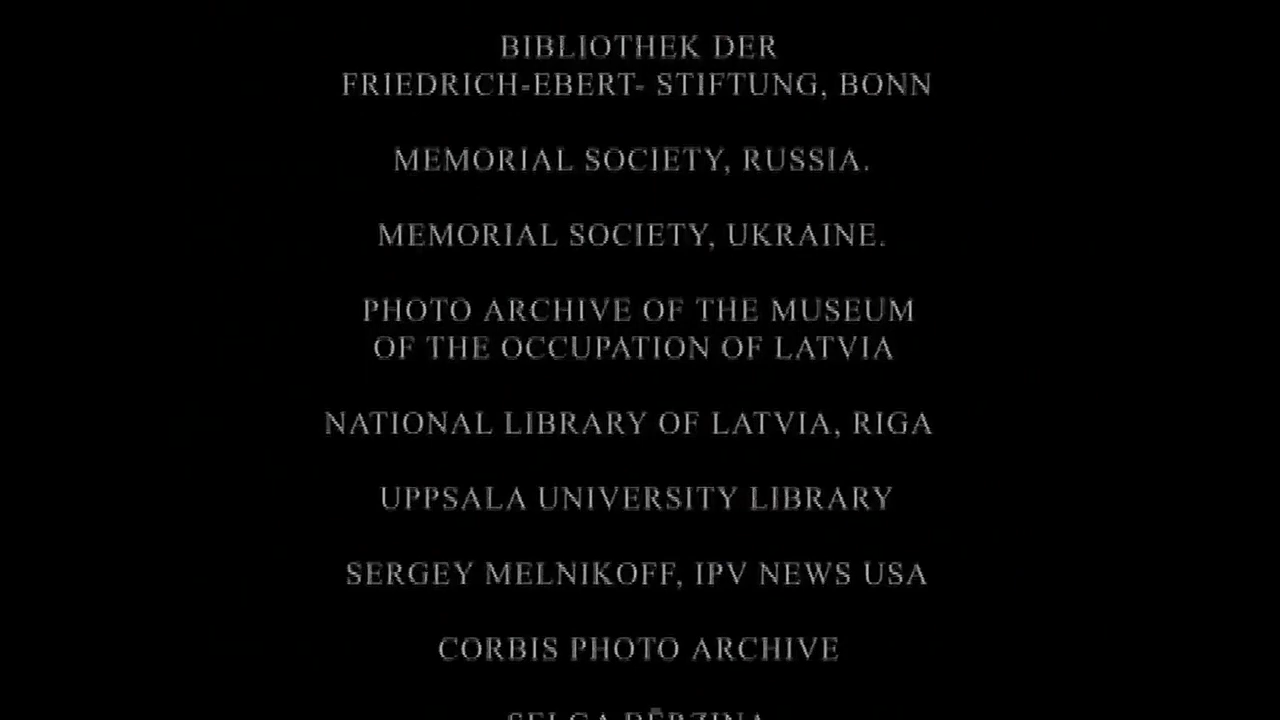 BIBLIOTHEK DER
FRIEDRICH-EBERT- STIFTUNG, BONN
MEMORIAL SOCIETY, RUSSIA.
MEMORIAL SOCIETY, UKRAINE.
PHOTO ARCHIVE OF THE MUSEUM
OF THE OCCUPATION OF LATVIA
NATIONAL LIBRARY OF LATVIA, RIGA
UPPSALA UNIVERSITY LIBRARY
SERGEY MELNIKOFF, IPV NEWS USA
CORBIS PHOTO ARCHIVE